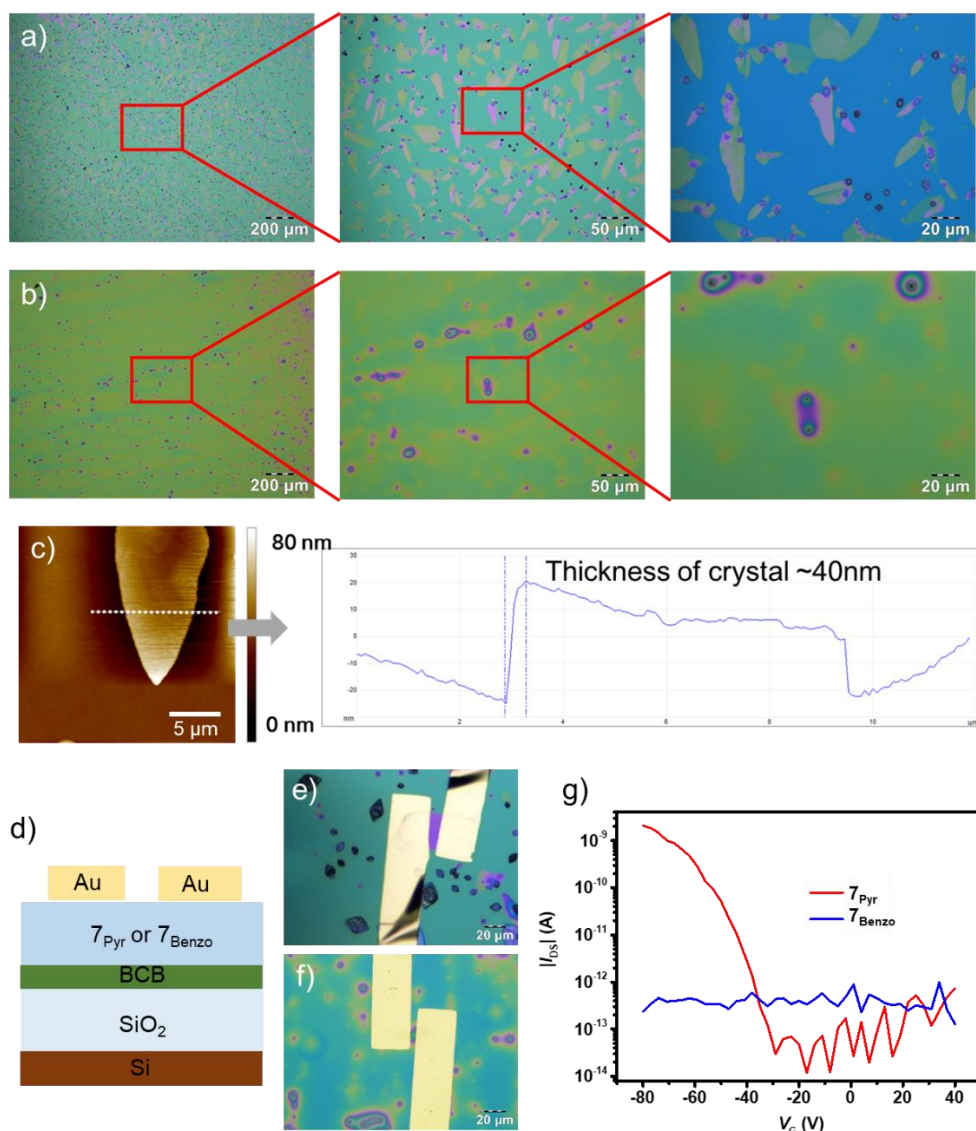 a)
200 µm
50 µm
20 µm
b)
200 µm
50 µm
20 µm
c)
80 nm
0 nm
5 µm
Thickness of crystal ~40nm
30
20
10
0
-10
-20
nm
2
4
6
8
10
µm
d)
Au
Au
7Pyr or 7Benzo
BCB
SiO2
Si
e)
20 µm
f)
20 µm
g)
|IDS| (A)
10-9
10-10
10-11
10-12
10-13
10-14
7Pyr
7Benzo
-80
-60
-40
-20
0
20
40
VG (V)